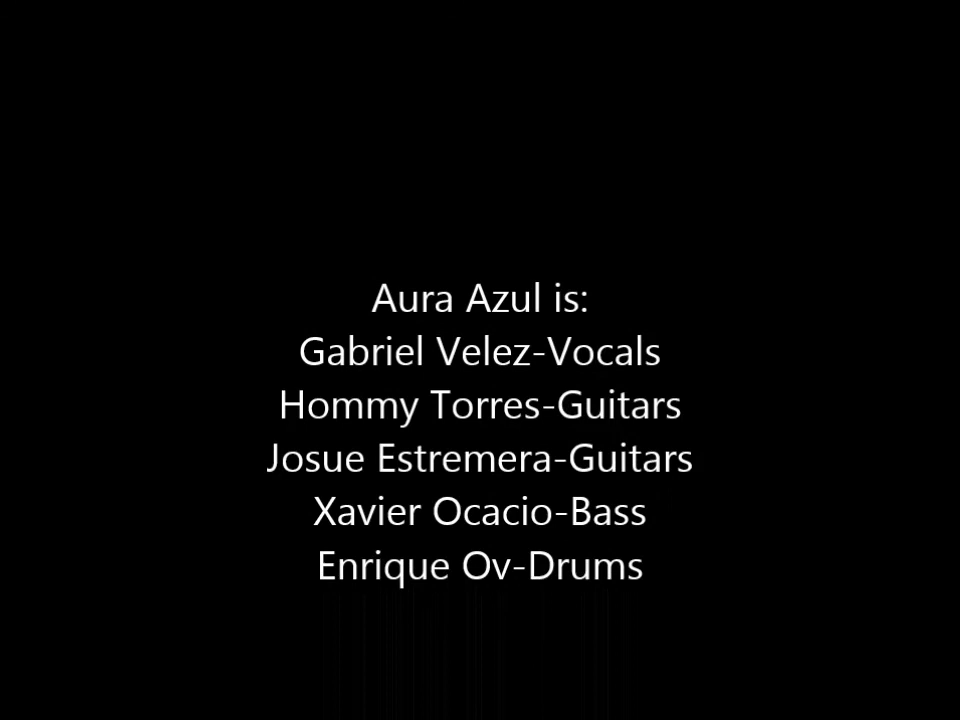 Aura Azul is:
Gabriel Velez-Vocals
Hommy Torres-Guitars
Josue Estremera-Guitars
Xavier Ocacio-Bass
Enrique Ov-Drums